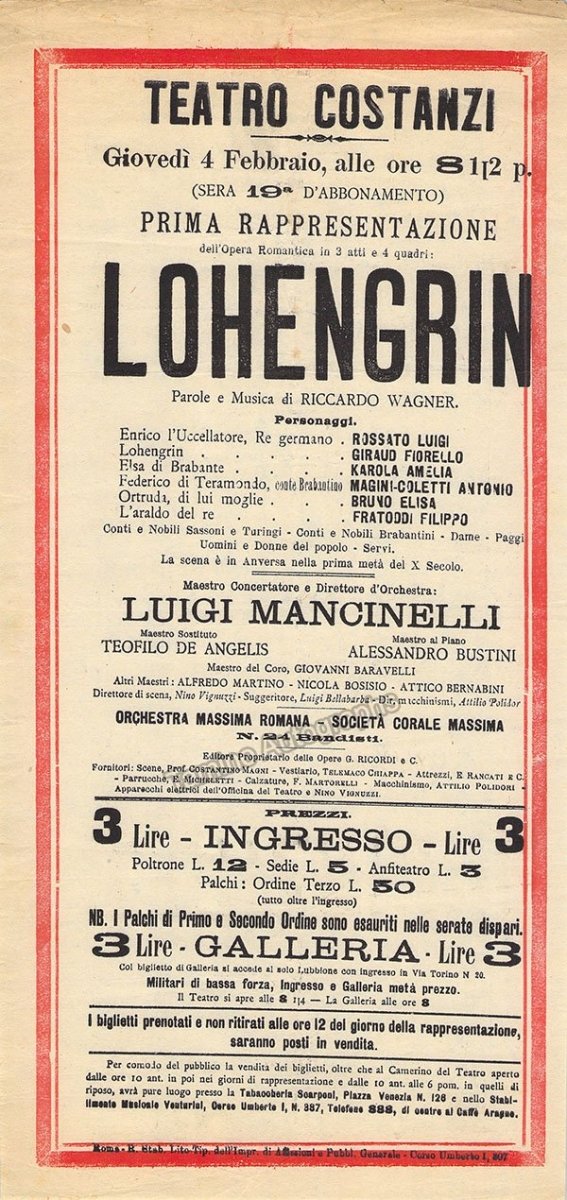 TEATRO COSTANZI
Giovedì 4 Febbraio, alle ore 8 1|2 p.
(SERA 19ª D'ABBONAMENTO)
PRIMA RAPPRESENTAZIONE
dell'Opera Romantica in 3 atti e 4 quadri:
LOHENGRIN
Parole e Musica di RICCARDO WAGNER.
Personaggi.
Enrico l'Uccellatore, Re germano . ROSSATO LUIGI
Lohengrin . . . . . GIRAUD FIORELLO
Elsa di Brabante . . . . KAROLA AMELIA
Federico di Teramondo, conte Brabantino MAGINI-COLETTI ANTONIO
Ortruda, di lui moglie . . . BRUNO ELISA
L'araldo del re . . . . FRATODDI FILIPPO
Conti e Nobili Sassoni e Turingi - Conti e Nobili Brabantini - Dame - Paggi
Uomini e Donne del popolo - Servi.
La scena è in Anversa nella prima metà del X Secolo.
Maestro Concertatore e Direttore d'Orchestra:
LUIGI MANCINELLI
Maestro Sostituto Maestro al Piano
TEOFILO DE ANGELIS ALESSANDRO BUSTINI
Maestro del Coro, GIOVANNI BARAVELLI
Altri Maestri: ALFREDO MARTINO - NICOLA BOSISIO - ATTICO BERNABINI
Direttore di scena, Nino Vignuzzi - Suggeritore, Luigi Bellabarba - Dir. macchinismi, Attilio Polidor
ORCHESTRA MASSIMA ROMANA - SOCIETÀ CORALE MASSIMA
N. 24 Bandisti.
Editore Proprietario delle Opere G. RICORDI e C.
Fornitori: Scene, Prof. COSTANTINO MAGNI - Vestiario, TELEMACO CHIAPPA - Attrezzi, E. RANCATI E C.
- Parrucche, E. MICHELETTI - Calzature, F. MARTORELLI - Macchinismo, ATTILIO POLIDORI -
Apparecchi elettrici dell'Officina del Teatro e NINO VIGNUZZI.
PREZZI.
3 Lire - INGRESSO - Lire 3
Poltrone L. 12 - Sedie L. 5 - Anfiteatro L. 3
Palchi: Ordine Terzo L. 50
(tutto oltre l'ingresso)
NB. I Palchi di Primo e Secondo Ordine sono esauriti nelle serate dispari.
3 Lire - GALLERIA - Lire 3
Col biglietto di Galleria si accede al solo Lubbione con ingresso in Via Torino N 20.
Militari di bassa forza, Ingresso e Galleria metà prezzo.
Il Teatro si apre alle 8 1|4 — La Galleria alle ore 8
I biglietti prenotati e non ritirati alle ore 12 del giorno della rappresentazione,
saranno posti in vendita.
Per comodo del pubblico la vendita dei biglietti, oltre che al Camerino del Teatro aperto
dalle ore 10 ant. in poi nei giorni di rappresentazione e dalle 10 ant. alle 6 pom. in quelli di
riposo, avrà pure luogo presso la Tabaccheria Scarponi, Piazza Venezia N. 126 e nello Stabi-
limento Musicale Venturini, Corso Umberto I, N. 387, Telefono 888, di contro al Caffè Aragno.
Roma - R. Stab. Lito-Tip. dell'Impr. di Affissioni e Pubbl. Generale - Corso Umberto I, 307